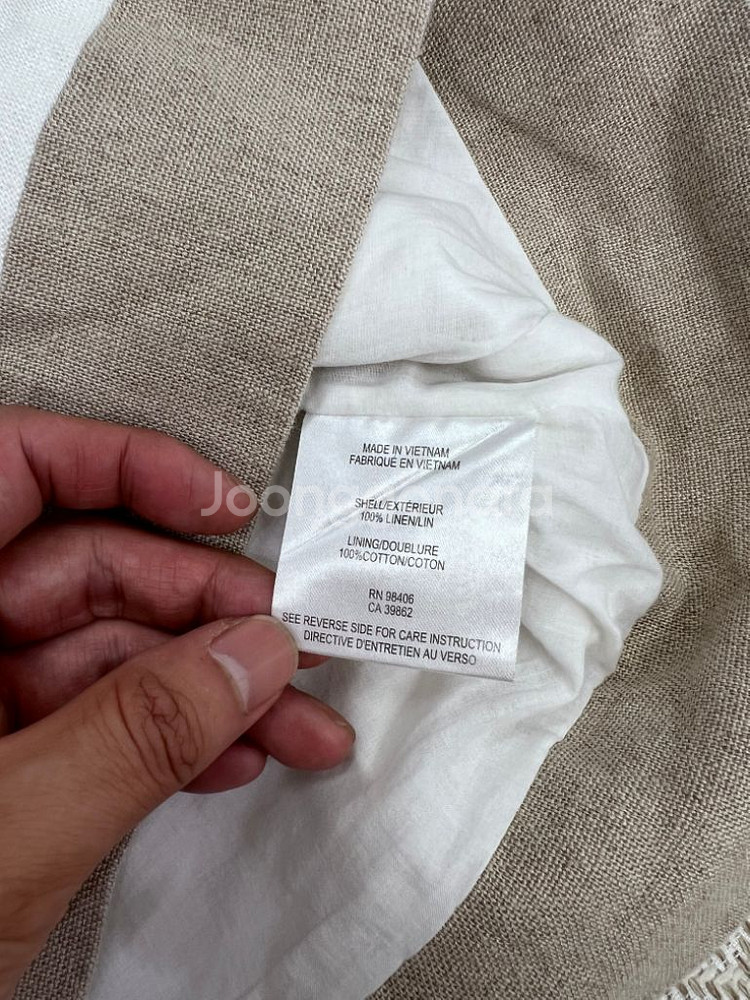 MADE IN VIETNAM
FABRIQUÉ EN VIETNAM
SHELL/EXTÉRIEUR
100% LINEN/LIN
LINING/DOUBLURE
100%COTTON/COTON
RN 98406
CA 39862
SEE REVERSE SIDE FOR CARE INSTRUCTION
DIRECTIVE D'ENTRETIEN AU VERSO